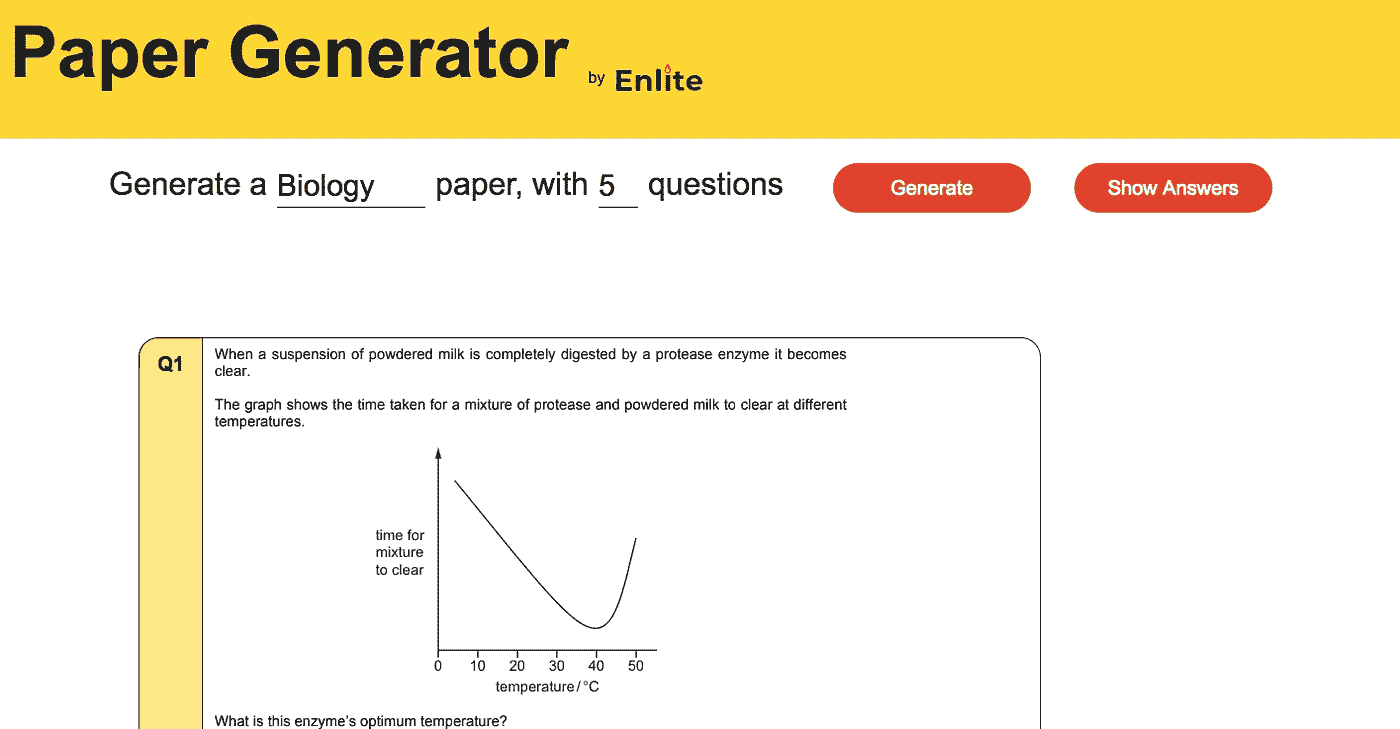 Paper Generator by Enlite
Generate a Biology paper, with 5 questions
Generate
Show Answers
Q1
When a suspension of powdered milk is completely digested by a protease enzyme it becomes
clear.
The graph shows the time taken for a mixture of protease and powdered milk to clear at different
temperatures.
time for
mixture
to clear
0 10 20 30 40 50
temperature / °C
What is this enzyme's optimum temperature?